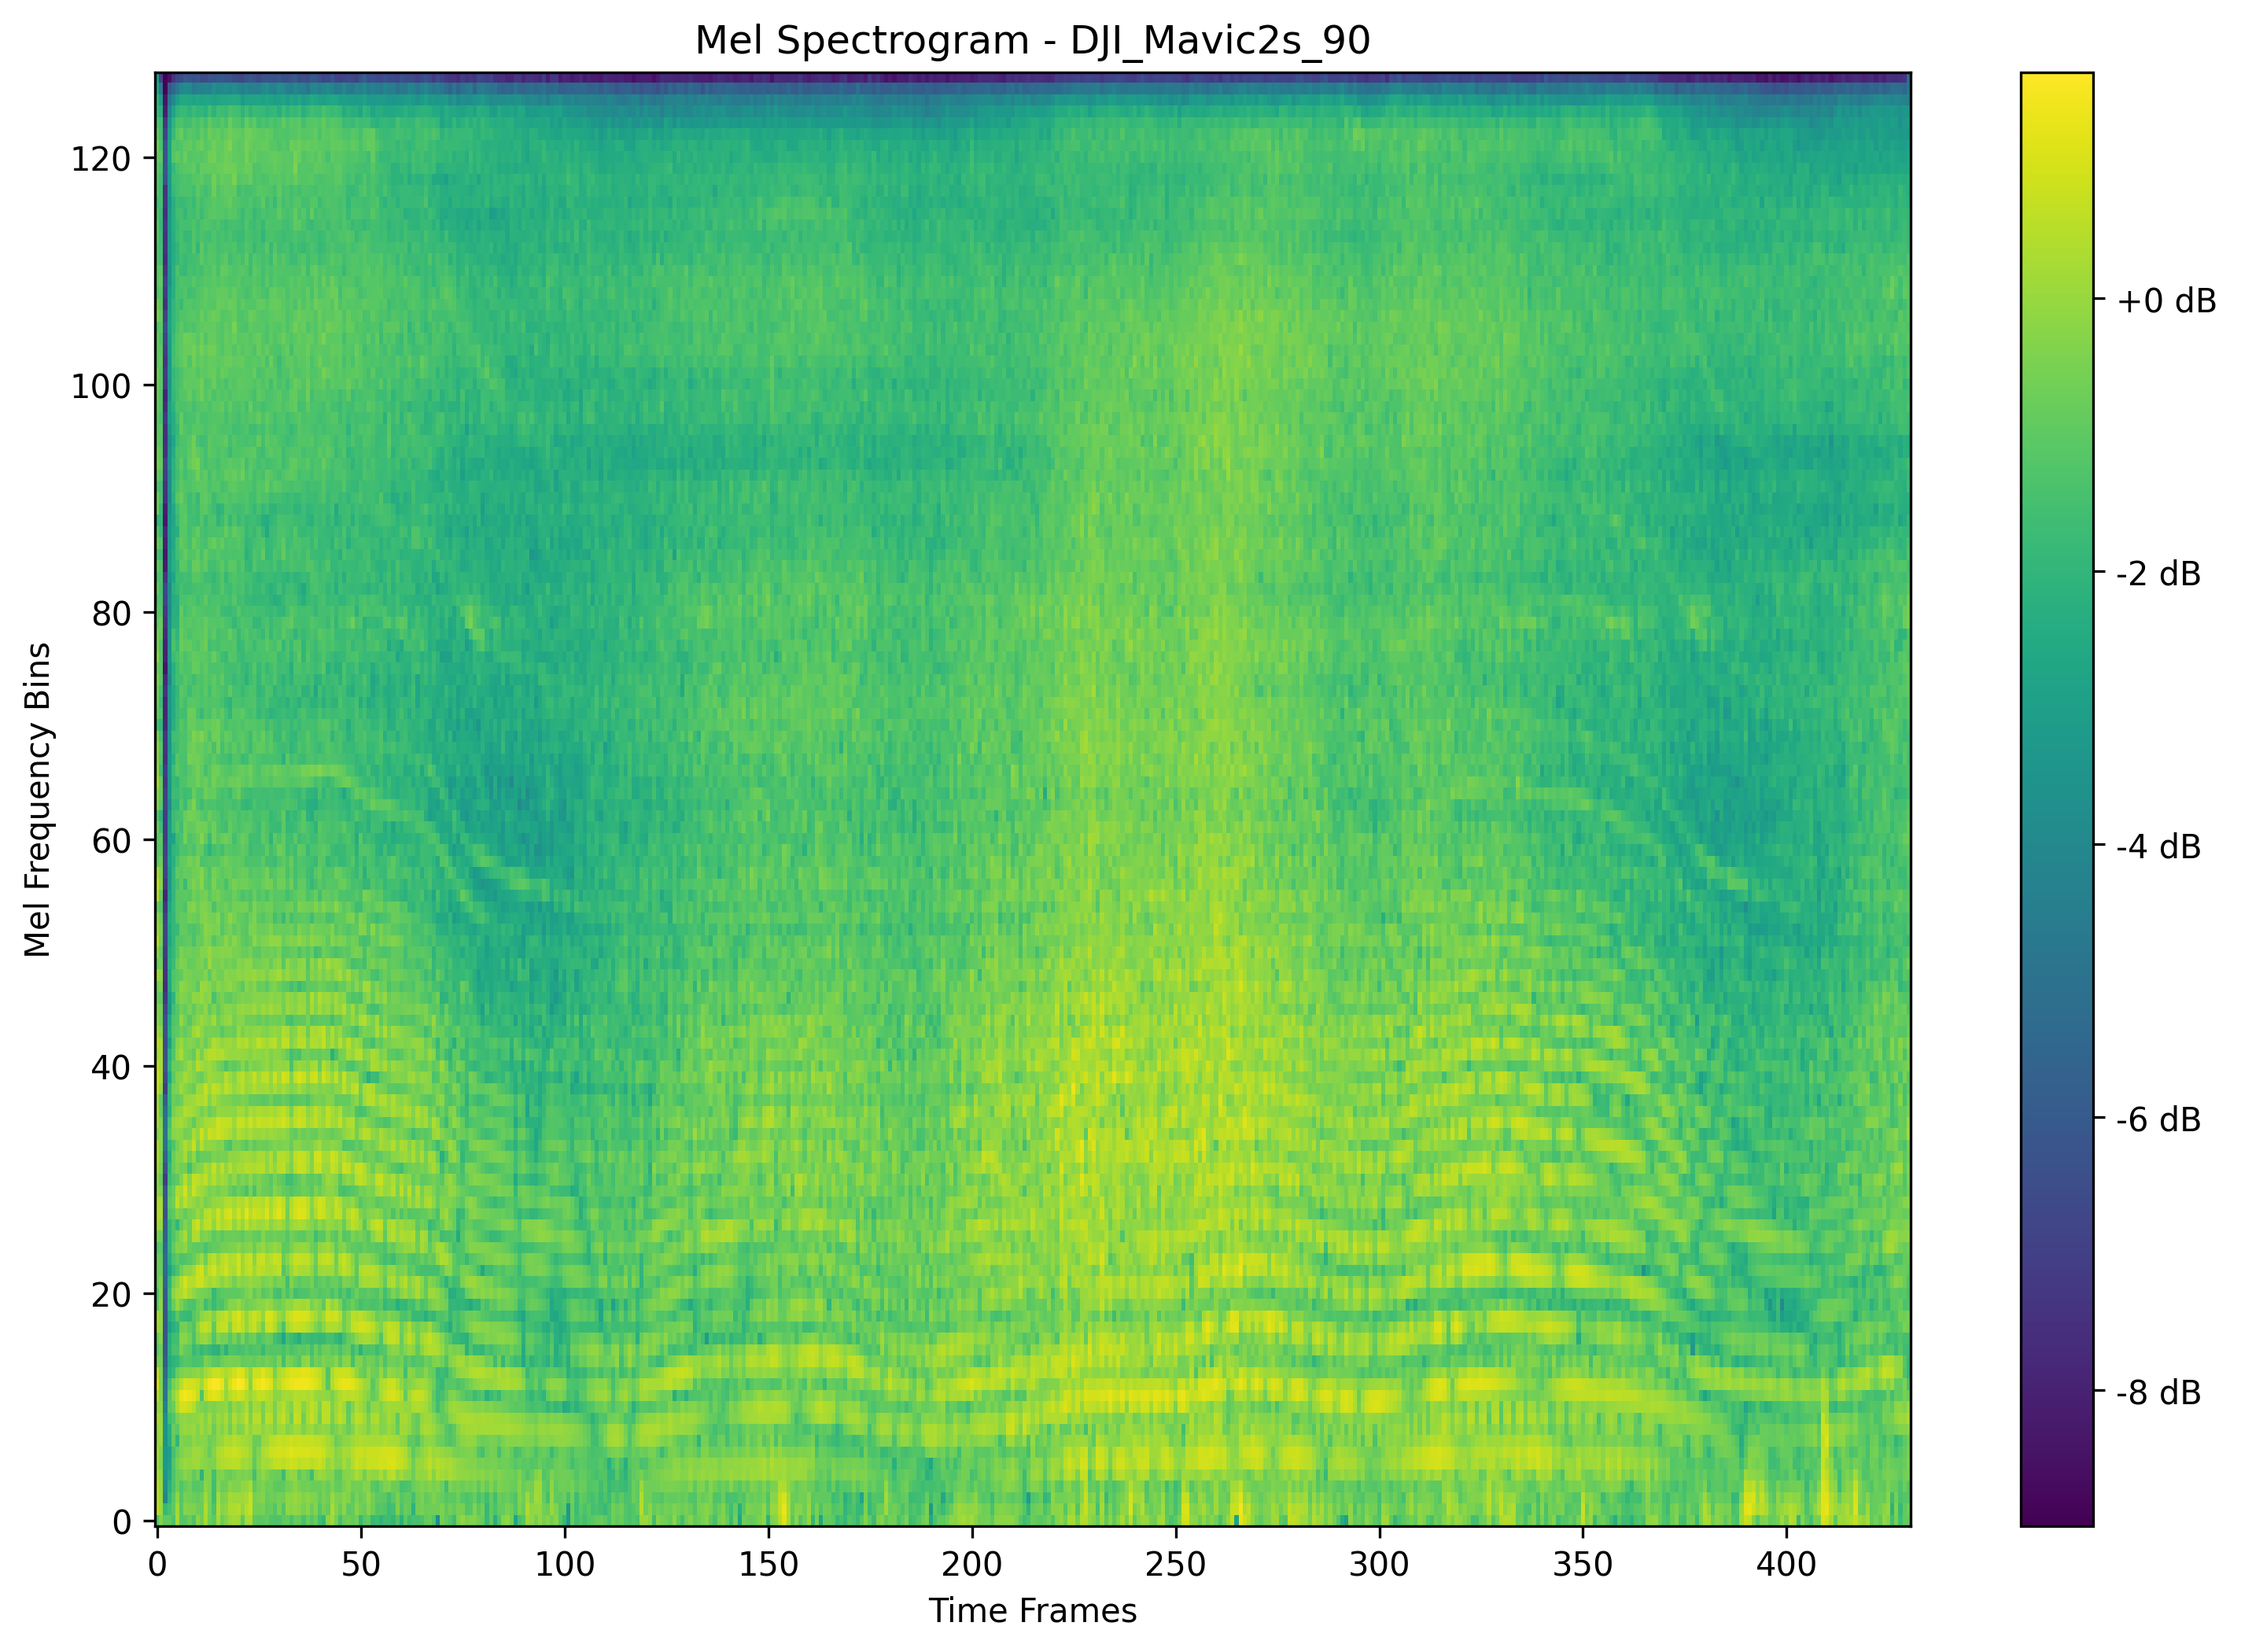 Mel Spectrogram - DJI_Mavic2s_90
Mel Frequency Bins
120
100
80
60
40
20
0
0 50 100 150 200 250 300 350 400
Time Frames
+0 dB
-2 dB
-4 dB
-6 dB
-8 dB